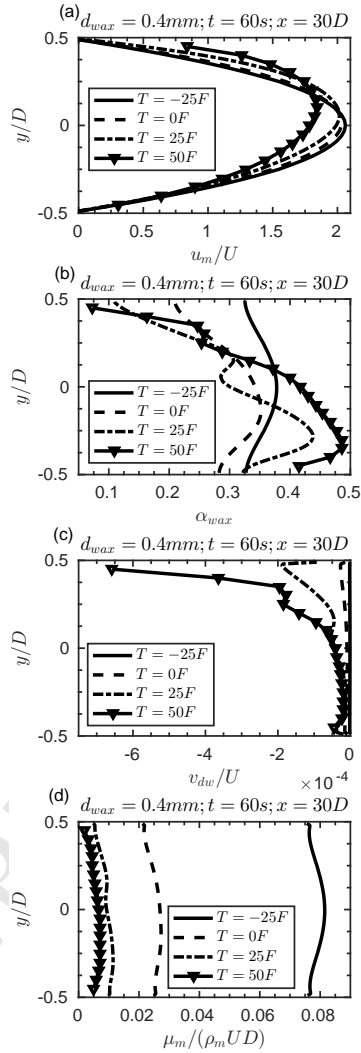 (a)
d_wax = 0.4mm; t = 60s; x = 30D
0.5
0
-0.5
y/D
T = −25F
T = 0F
T = 25F
T = 50F
0 0.5 1 1.5 2
u_m/U
(b)
d_wax = 0.4mm; t = 60s; x = 30D
0.5
0
-0.5
y/D
T = −25F
T = 0F
T = 25F
T = 50F
0.1 0.2 0.3 0.4 0.5
α_wax
(c)
d_wax = 0.4mm; t = 60s; x = 30D
0.5
0
-0.5
y/D
T = −25F
T = 0F
T = 25F
T = 50F
-6 -4 -2 0
v_dw/U
×10^-4
(d)
d_wax = 0.4mm; t = 60s; x = 30D
0.5
0
-0.5
y/D
T = −25F
T = 0F
T = 25F
T = 50F
0 0.02 0.04 0.06 0.08
μ_m/(ρ_mUD)